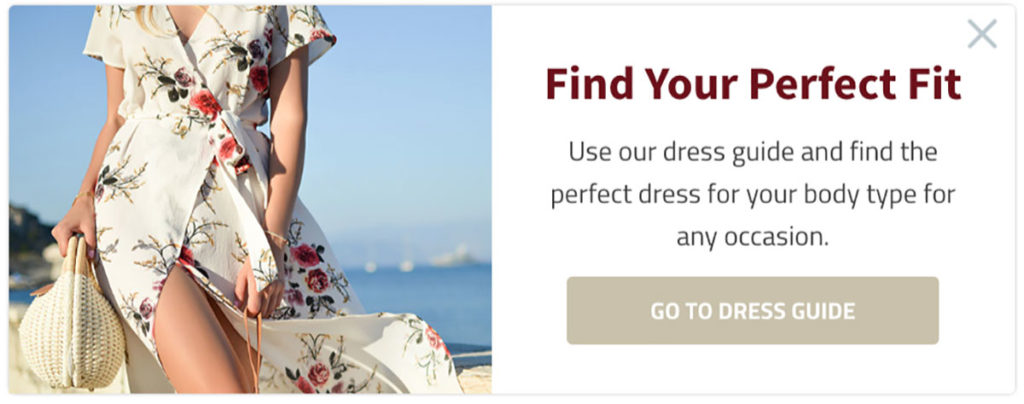 Find Your Perfect Fit
Use our dress guide and find the
perfect dress for your body type for
any occasion.
GO TO DRESS GUIDE